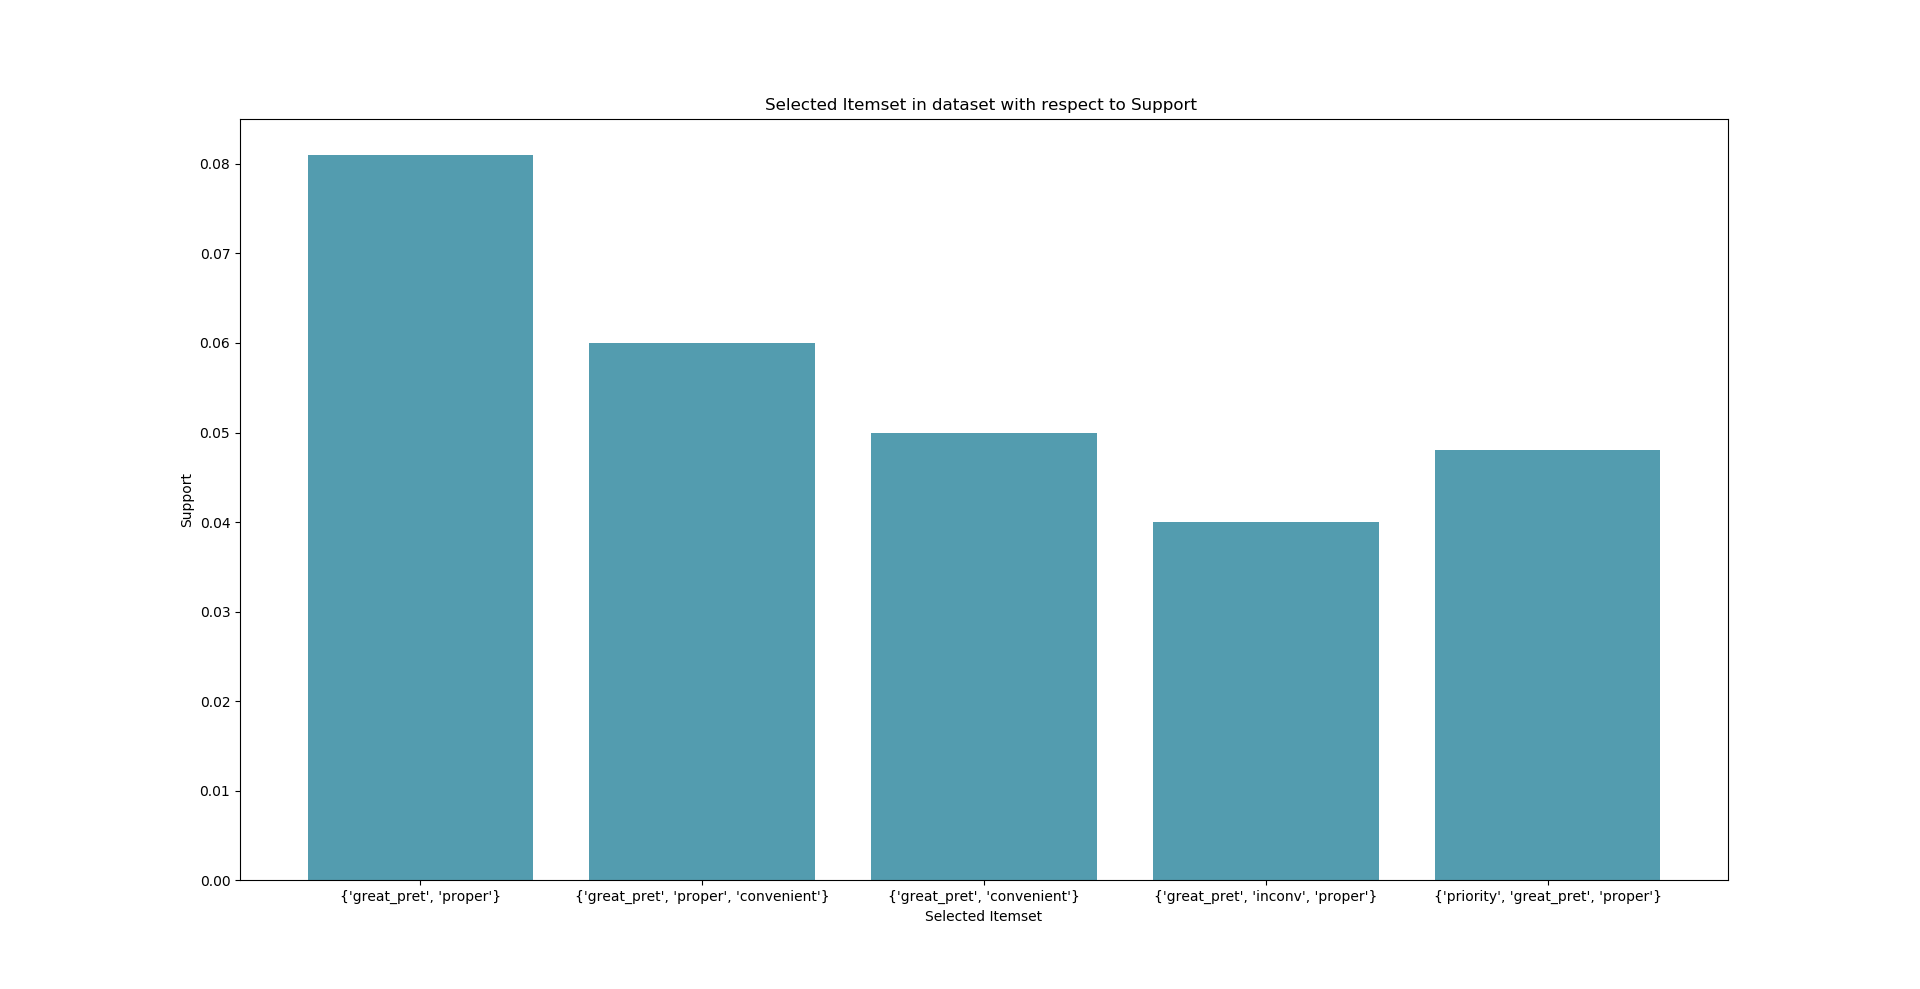 Selected Itemset in dataset with respect to Support
Support
0.08
0.07
0.06
0.05
0.04
0.03
0.02
0.01
0.00
{'great_pret', 'proper'}
{'great_pret', 'proper', 'convenient'}
{'great_pret', 'convenient'}
{'great_pret', 'inconv', 'proper'}
{'priority', 'great_pret', 'proper'}
Selected Itemset